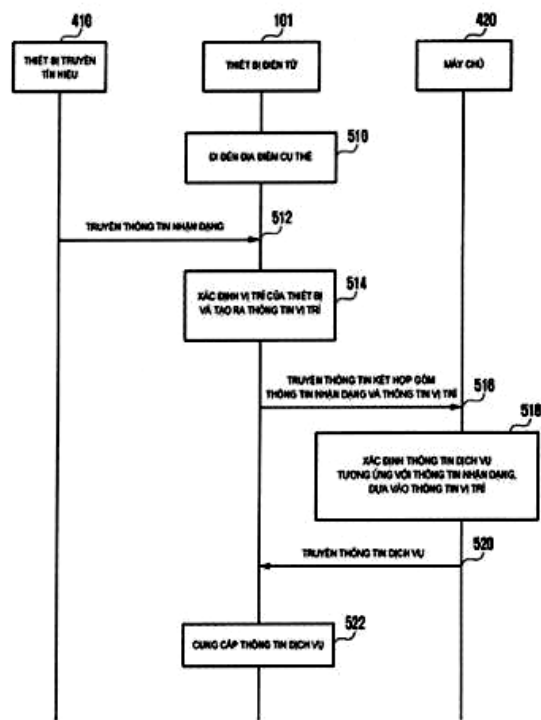 410
101
420
THIẾT BỊ TRUYỀN
TÍN HIỆU
THIẾT BỊ ĐIỆN TỬ
MÁY CHỦ
510
ĐI ĐẾN ĐỊA ĐIỂM CỤ THỂ
TRUYỀN THÔNG TIN NHẬN DẠNG
512
514
XÁC ĐỊNH VỊ TRÍ CỦA THIẾT BỊ
VÀ TẠO RA THÔNG TIN VỊ TRÍ
TRUYỀN THÔNG TIN KẾT HỢP GỒM
THÔNG TIN NHẬN DẠNG VÀ THÔNG TIN VỊ TRÍ
516
518
XÁC ĐỊNH THÔNG TIN DỊCH VỤ
TƯƠNG ỨNG VỚI THÔNG TIN NHẬN DẠNG,
DỰA VÀO THÔNG TIN VỊ TRÍ
TRUYỀN THÔNG TIN DỊCH VỤ
520
522
CUNG CẤP THÔNG TIN DỊCH VỤ